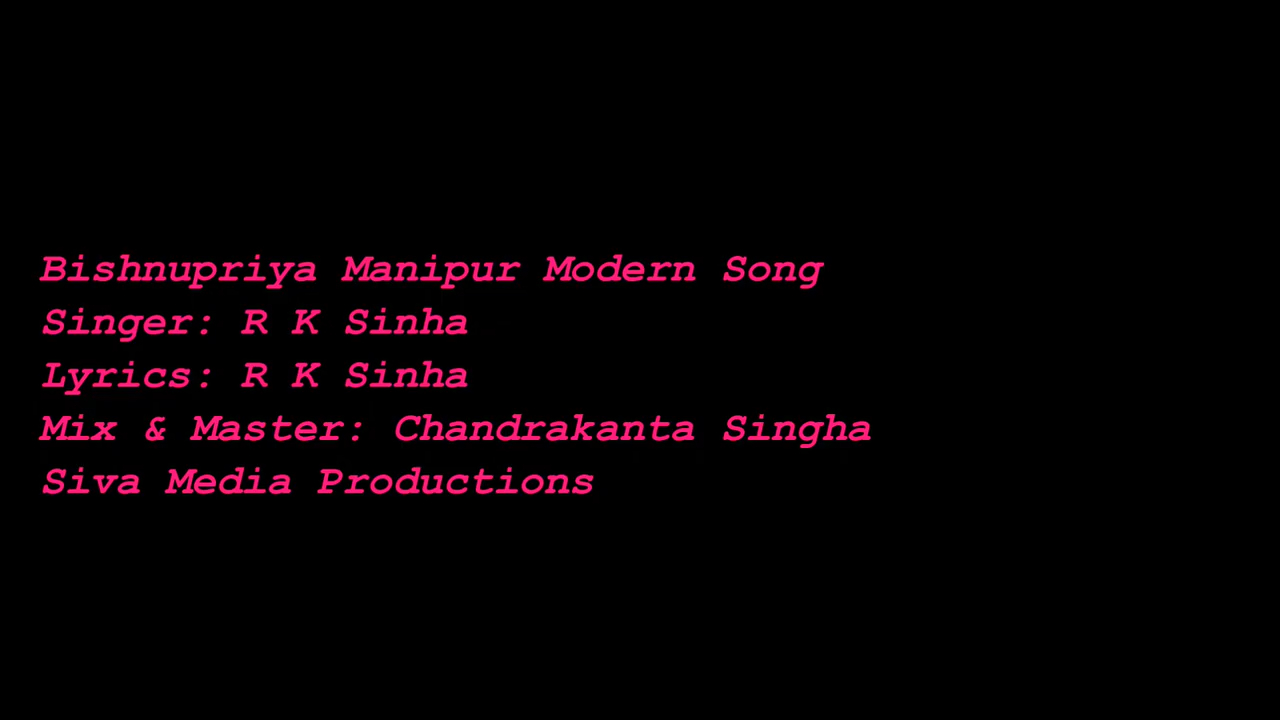 Bishnupriya Manipur Modern Song
Singer: R K Sinha
Lyrics: R K Sinha
Mix & Master: Chandrakanta Singha
Siva Media Productions